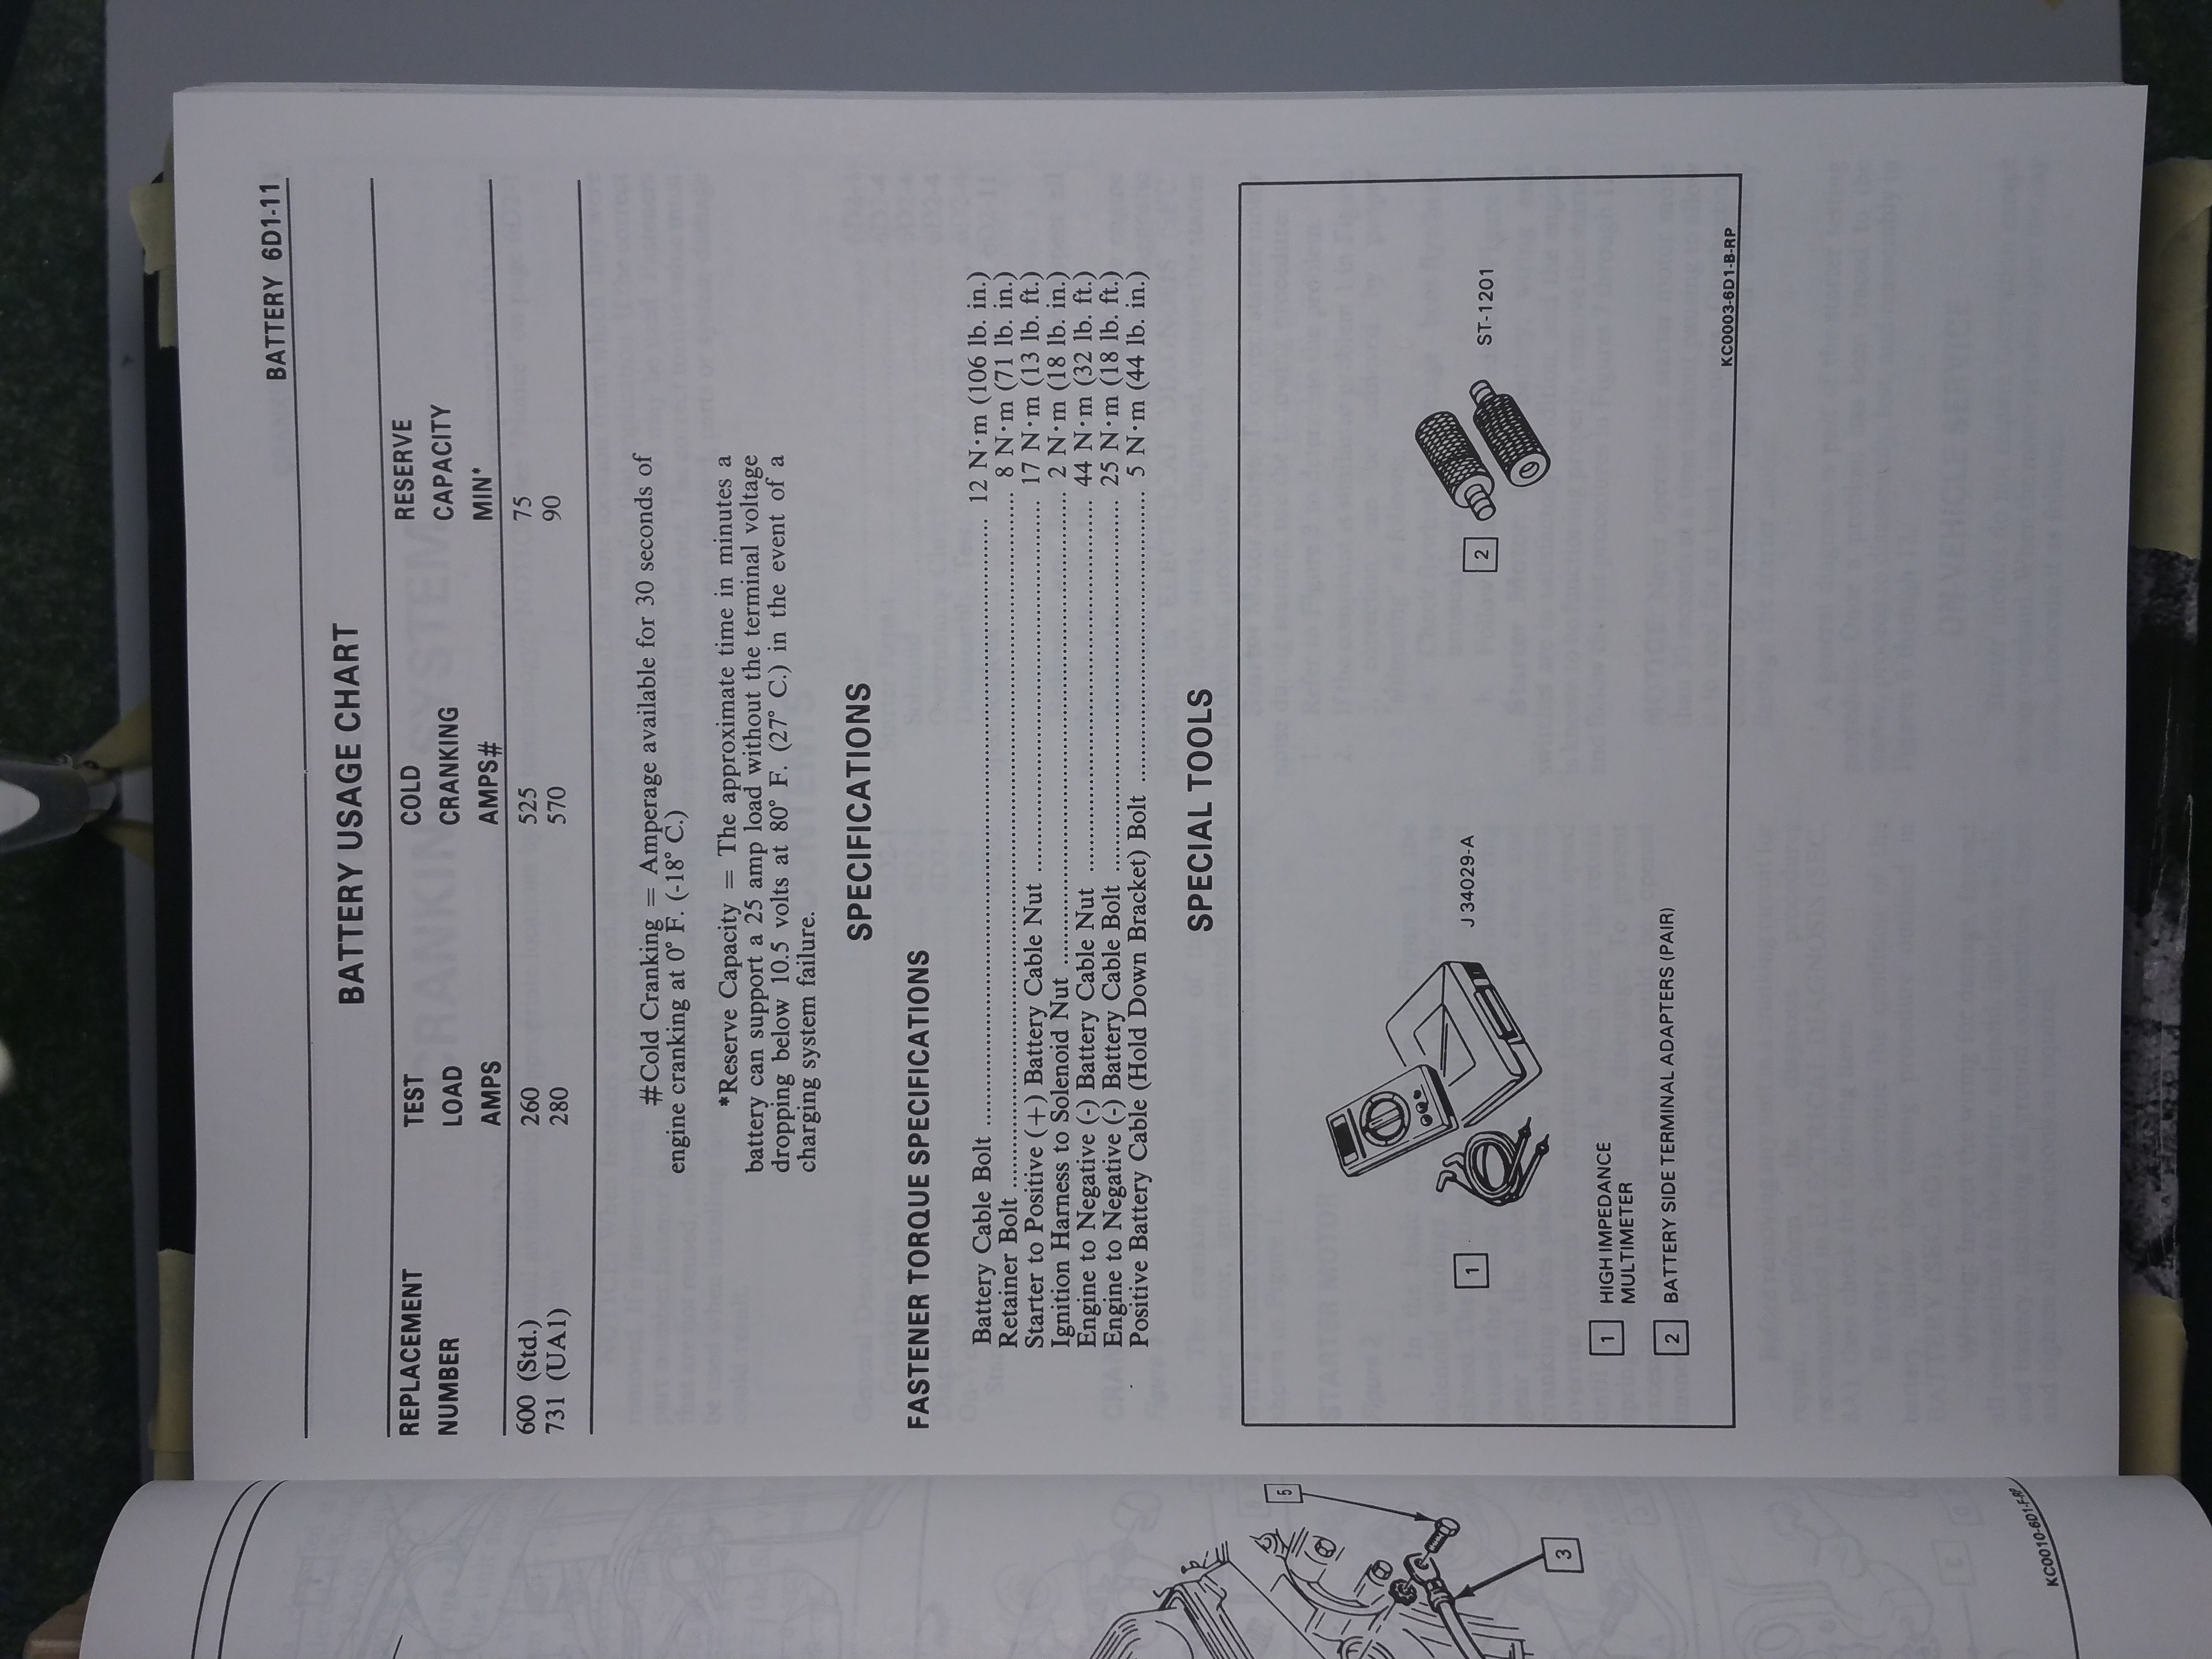 BATTERY 6D1-11
BATTERY USAGE CHART
REPLACEMENT TEST COLD RESERVE
NUMBER LOAD CRANKING CAPACITY
AMPS AMPS# MIN*
600 (Std.) 260 525 75
731 (UA1) 280 570 90
#Cold Cranking = Amperage available for 30 seconds of
engine cranking at 0° F. (-18° C.)
*Reserve Capacity = The approximate time in minutes a
battery can support a 25 amp load without the terminal voltage
dropping below 10.5 volts at 80° F. (27° C.) in the event of a
charging system failure.
SPECIFICATIONS
FASTENER TORQUE SPECIFICATIONS
Battery Cable Bolt ........ 12 N·m (106 lb. in.)
Retainer Bolt ........ 8 N·m (71 lb. in.)
Starter to Positive (+) Battery Cable Nut ........ 17 N·m (13 lb. ft.)
Ignition Harness to Solenoid Nut ........ 2 N·m (18 lb. in.)
Engine to Negative (-) Battery Cable Nut ........ 44 N·m (32 lb. ft.)
Engine to Negative (-) Battery Cable Bolt ........ 25 N·m (18 lb. ft.)
Positive Battery Cable (Hold Down Bracket) Bolt ........ 5 N·m (44 lb. in.)
SPECIAL TOOLS
1 J 34029-A
2 ST-1201
1 HIGH IMPEDANCE
MULTIMETER
2 BATTERY SIDE TERMINAL ADAPTERS (PAIR)
KC0003-6D1-B-RP
5
3
KC0010-6D1-F-RP